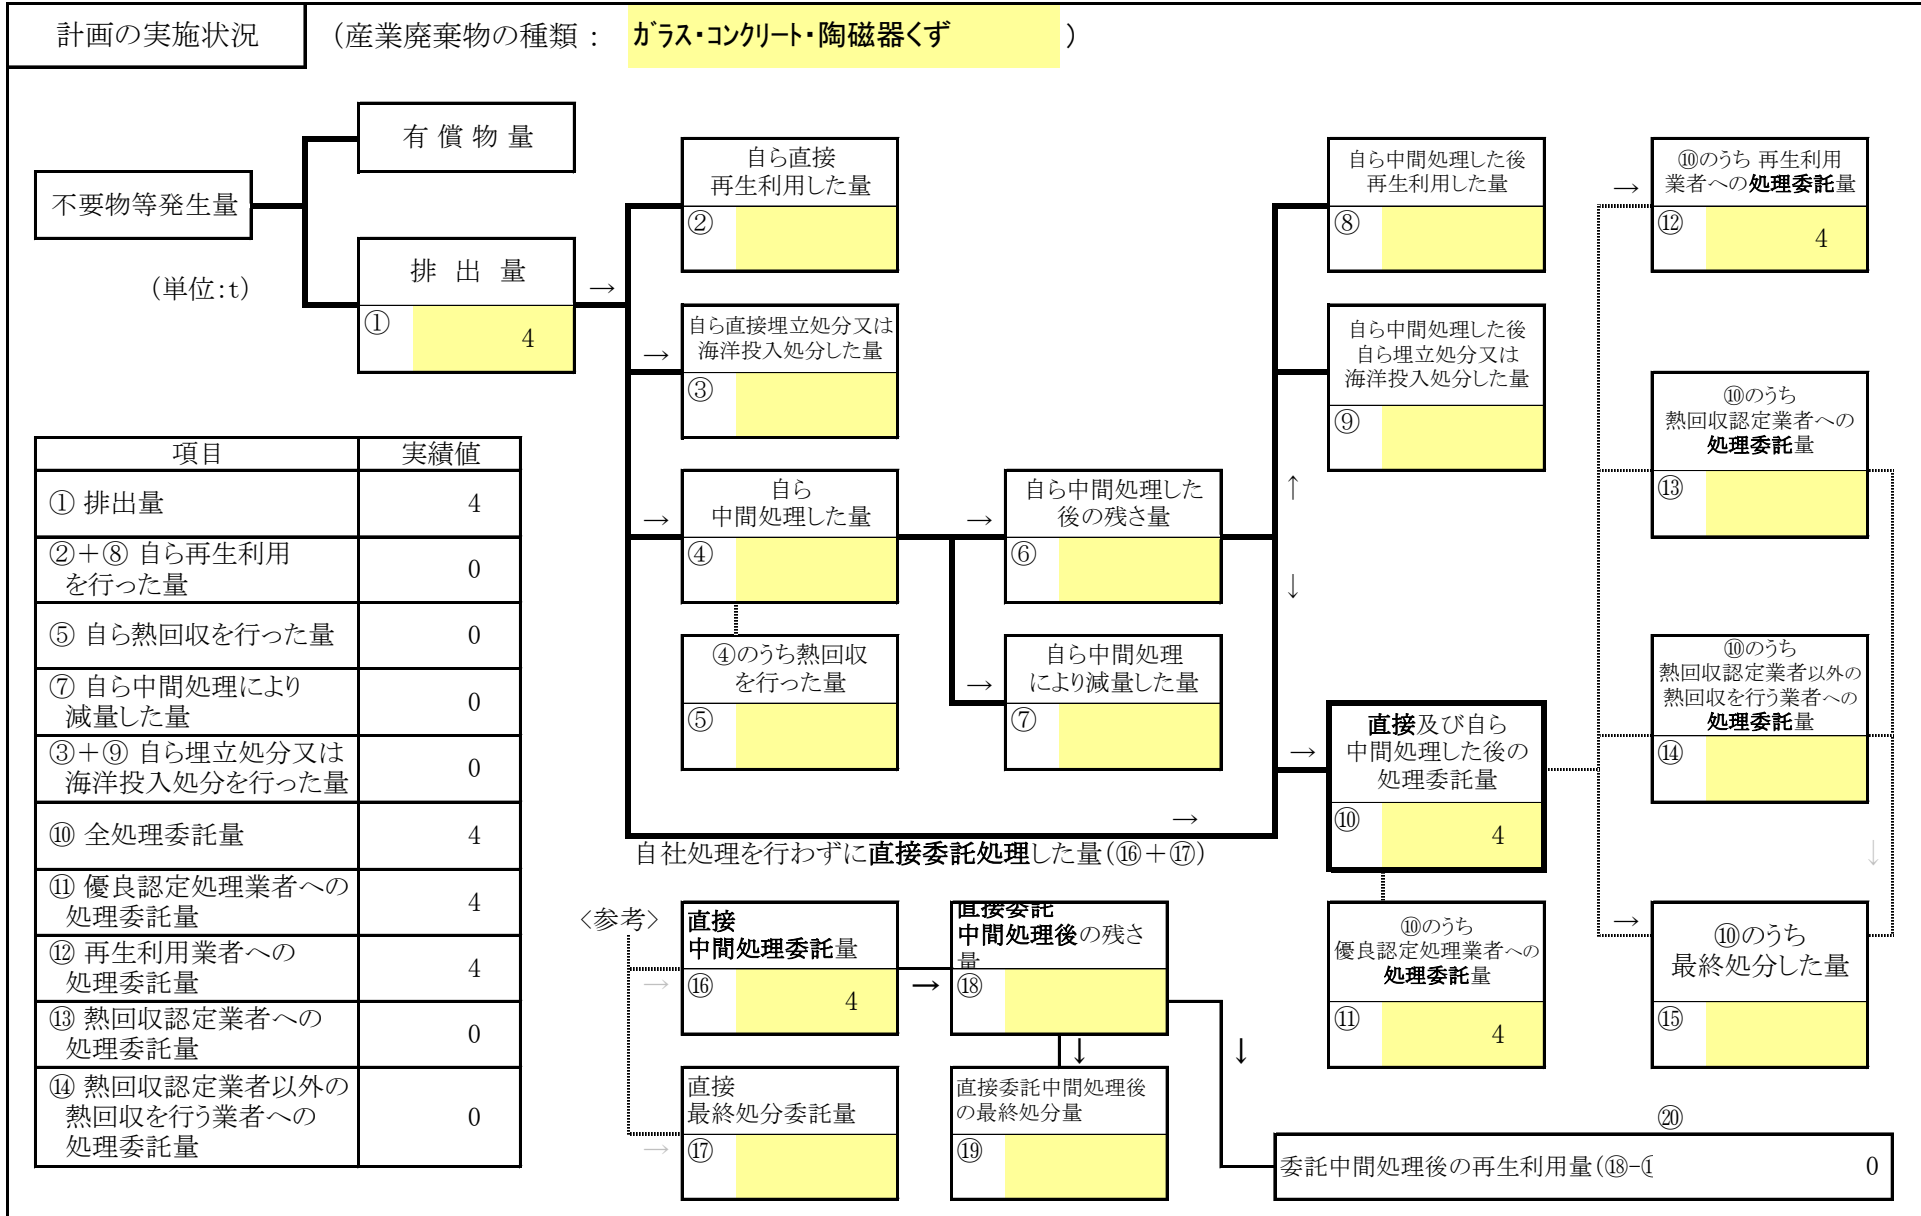 計画の実施状況
（産業廃棄物の種類： ガラス・コンクリート・陶磁器くず ）
有 償 物 量
不要物等発生量
（単位:t）
排 出 量
→
①
4
自ら直接
再生利用した量
②
自ら直接埋立処分又は
海洋投入処分した量
→
③
自ら
中間処理した量
→
④
④のうち熱回収
を行った量
⑤
自ら中間処理した
後の残さ量
→
⑥
自ら中間処理
により減量した量
→
⑦
自ら中間処理した後
再生利用した量
⑧
自ら中間処理した後
自ら埋立処分又は
海洋投入処分した量
⑨
↑
↓
直接及び自ら
中間処理した後の
処理委託量
→
⑩
4
→
自社処理を行わずに直接委託処理した量（⑯＋⑰）
⑩のうち
優良認定処理業者への
処理委託量
⑪
4
⑩のうち 再生利用
業者への処理委託量
→
⑫
4
⑩のうち
熱回収認定業者への
処理委託量
⑬
⑩のうち
熱回収認定業者以外の
熱回収を行う業者への
処理委託量
⑭
↓
⑩のうち
最終処分した量
→
⑮
項目 実績値
① 排出量 4
②＋⑧ 自ら再生利用
を行った量 0
⑤ 自ら熱回収を行った量 0
⑦ 自ら中間処理により
減量した量 0
③＋⑨ 自ら埋立処分又は
海洋投入処分を行った量 0
⑩ 全処理委託量 4
⑪ 優良認定処理業者への
処理委託量 4
⑫ 再生利用業者への
処理委託量 4
⑬ 熱回収認定業者への
処理委託量 0
⑭ 熱回収認定業者以外の
熱回収を行う業者への
処理委託量 0
〈参考〉
直接
中間処理委託量
→
⑯
4
直接
最終処分委託量
→
⑰
直接委託
中間処理後の残さ
量
→
⑱
↓
直接委託中間処理後
の最終処分量
⑲
↓
⑳
委託中間処理後の再生利用量（⑱-
0